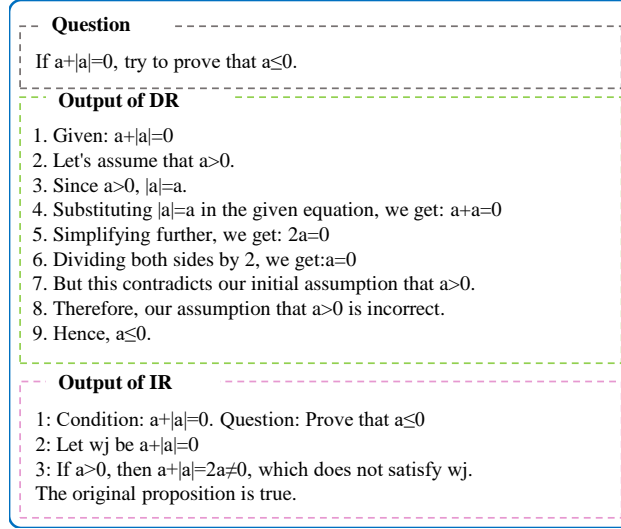 Question
If a+|a|=0, try to prove that a≤0.
Output of DR
1. Given: a+|a|=0
2. Let's assume that a>0.
3. Since a>0, |a|=a.
4. Substituting |a|=a in the given equation, we get: a+a=0
5. Simplifying further, we get: 2a=0
6. Dividing both sides by 2, we get:a=0
7. But this contradicts our initial assumption that a>0.
8. Therefore, our assumption that a>0 is incorrect.
9. Hence, a≤0.
Output of IR
1: Condition: a+|a|=0. Question: Prove that a≤0
2: Let wj be a+|a|=0
3: If a>0, then a+|a|=2a≠0, which does not satisfy wj.
The original proposition is true.